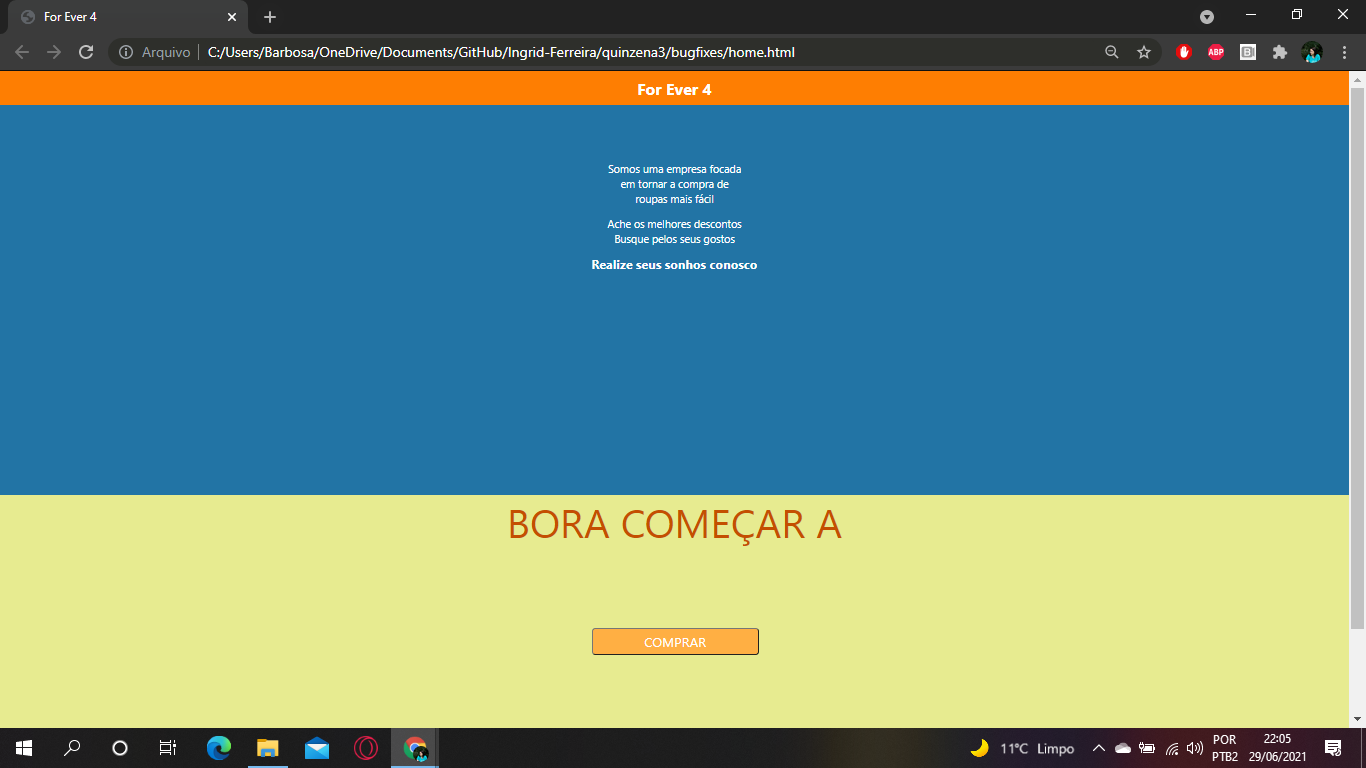 For Ever 4
Arquivo
C:/Users/Barbosa/OneDrive/Documents/GitHub/Ingrid-Ferreira/quinzena3/bugfixes/home.html
ABP
For Ever 4
Somos uma empresa focada
em tornar a compra de
roupas mais fácil
Ache os melhores descontos
Busque pelos seus gostos
Realize seus sonhos conosco
BORA COMEÇAR A
COMPRAR
11°C Limpo
POR
PTB2
22:05
29/06/2021